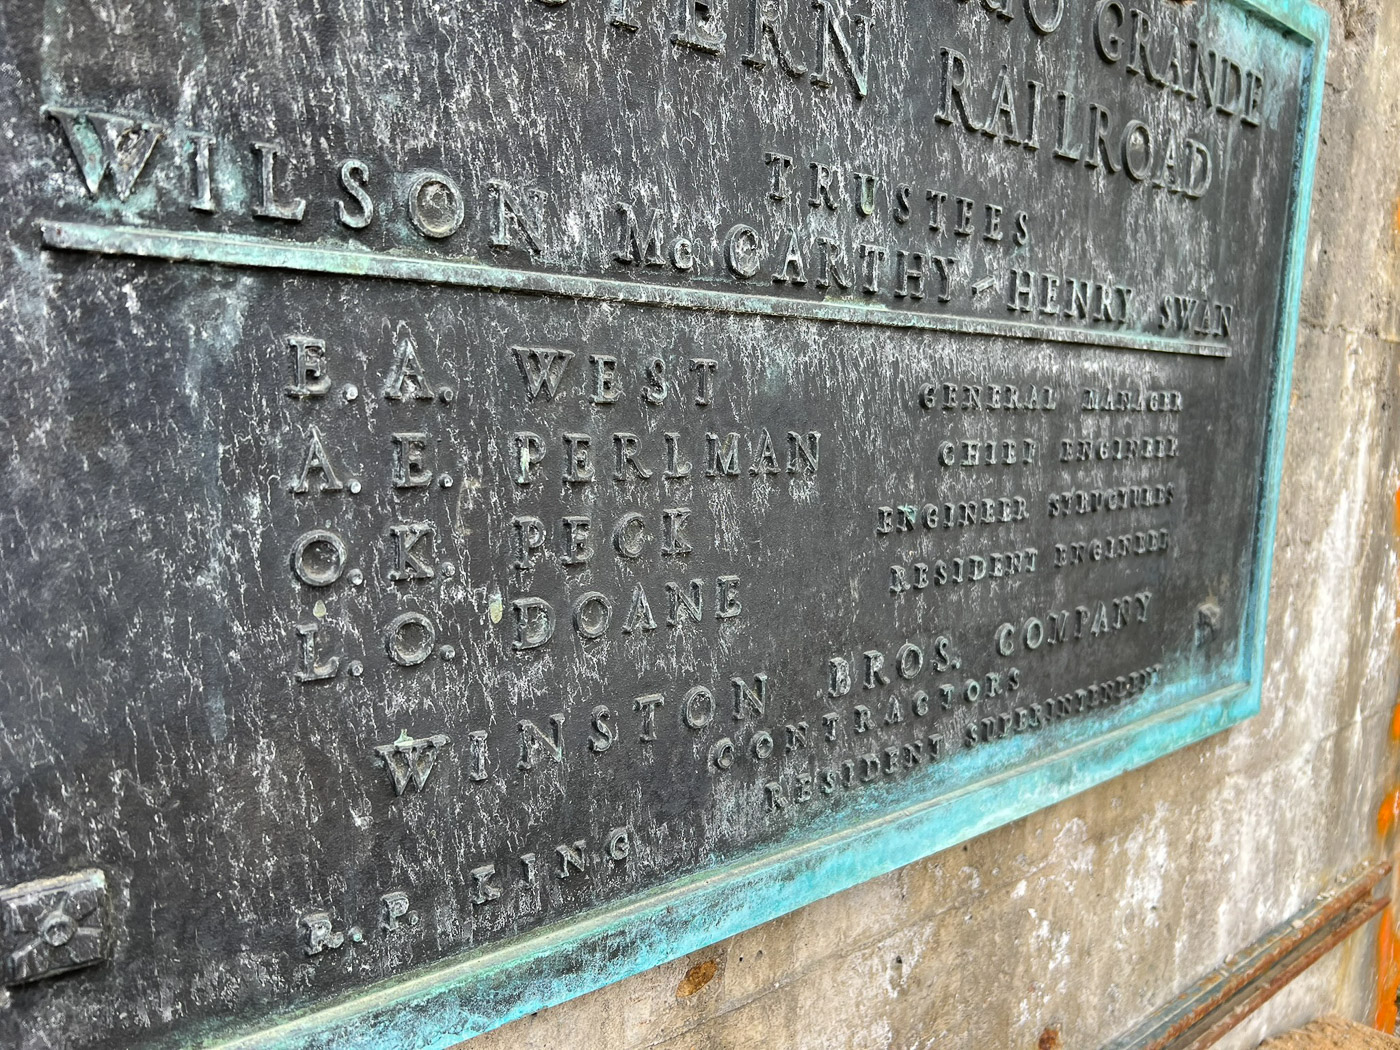 GRANDE
TERN RAILROAD
TRUSTEES
WILSON McCARTHY - HENRY SWAN
E. A. WEST GENERAL MANAGER
A. E. PERLMAN CHIEF ENGINEER
O. K. PECK ENGINEER STRUCTURES
L. O. DOANE RESIDENT ENGINEER
WINSTON BROS. COMPANY
CONTRACTORS
R. P. KING RESIDENT SUPERINTENDENT